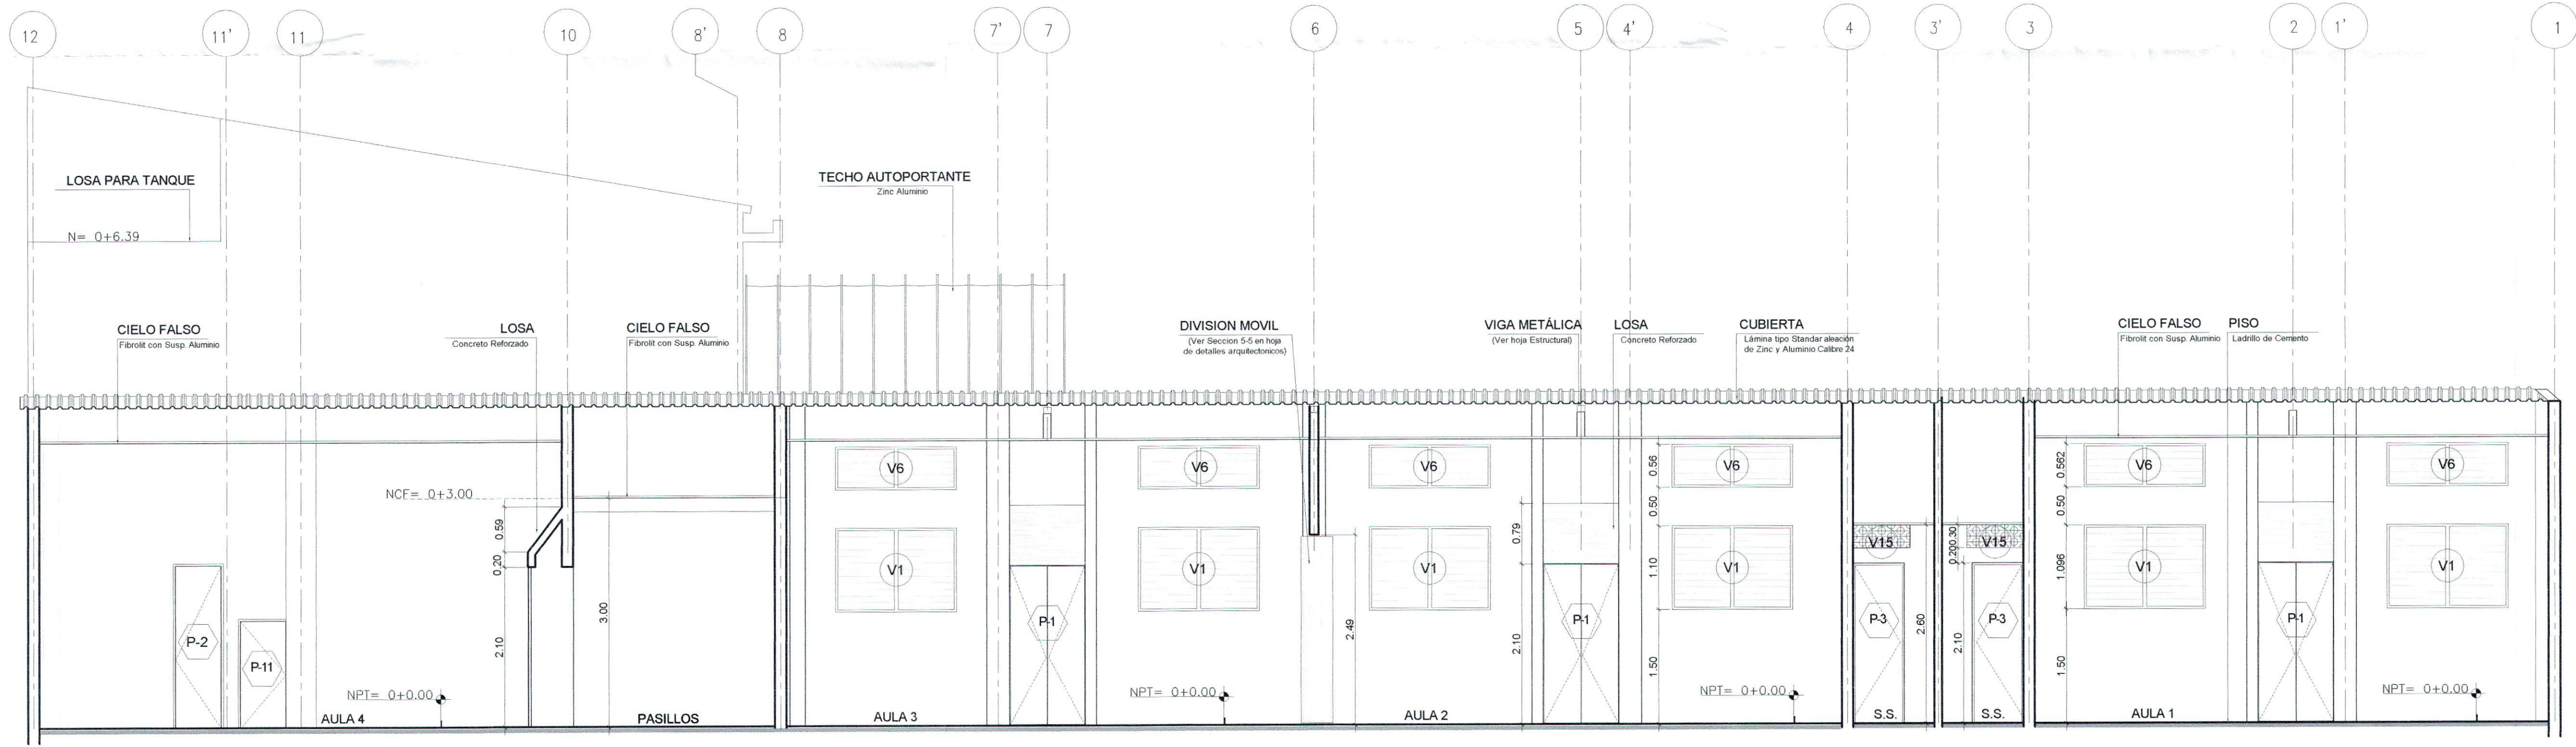 12
11'
11
10
8'
8
7'
7
6
5
4'
4
3'
3
2
1'
1
LOSA PARA TANQUE
N= 0+6.39
TECHO AUTOPORTANTE
Zinc Aluminio
CIELO FALSO
Fibrolit con Susp. Aluminio
LOSA
Concreto Reforzado
CIELO FALSO
Fibrolit con Susp. Aluminio
DIVISION MOVIL
(Ver Seccion 5-5 en hoja
de detalles arquitectonicos)
VIGA METÁLICA
(Ver hoja Estructural)
LOSA
Concreto Reforzado
CUBIERTA
Lámina tipo Standar aleación
de Zinc y Aluminio Calibre 24
CIELO FALSO
Fibrolit con Susp. Aluminio
PISO
Ladrillo de Cemento
NCF= 0+3.00
0.59
0.20
2.10
3.00
P-2
P-11
NPT= 0+0.00
AULA 4
PASILLOS
V6
V1
P-1
V6
V1
NPT= 0+0.00
AULA 3
2.49
V6
V1
AULA 2
0.79
2.10
P-1
0.56
0.50
1.10
1.50
V6
V1
NPT= 0+0.00
V15
P-3
2.60
S.S.
0.30
0.20
2.10
V15
P-3
S.S.
0.562
0.50
1.096
1.50
V6
V1
AULA 1
P-1
V6
V1
NPT= 0+0.00